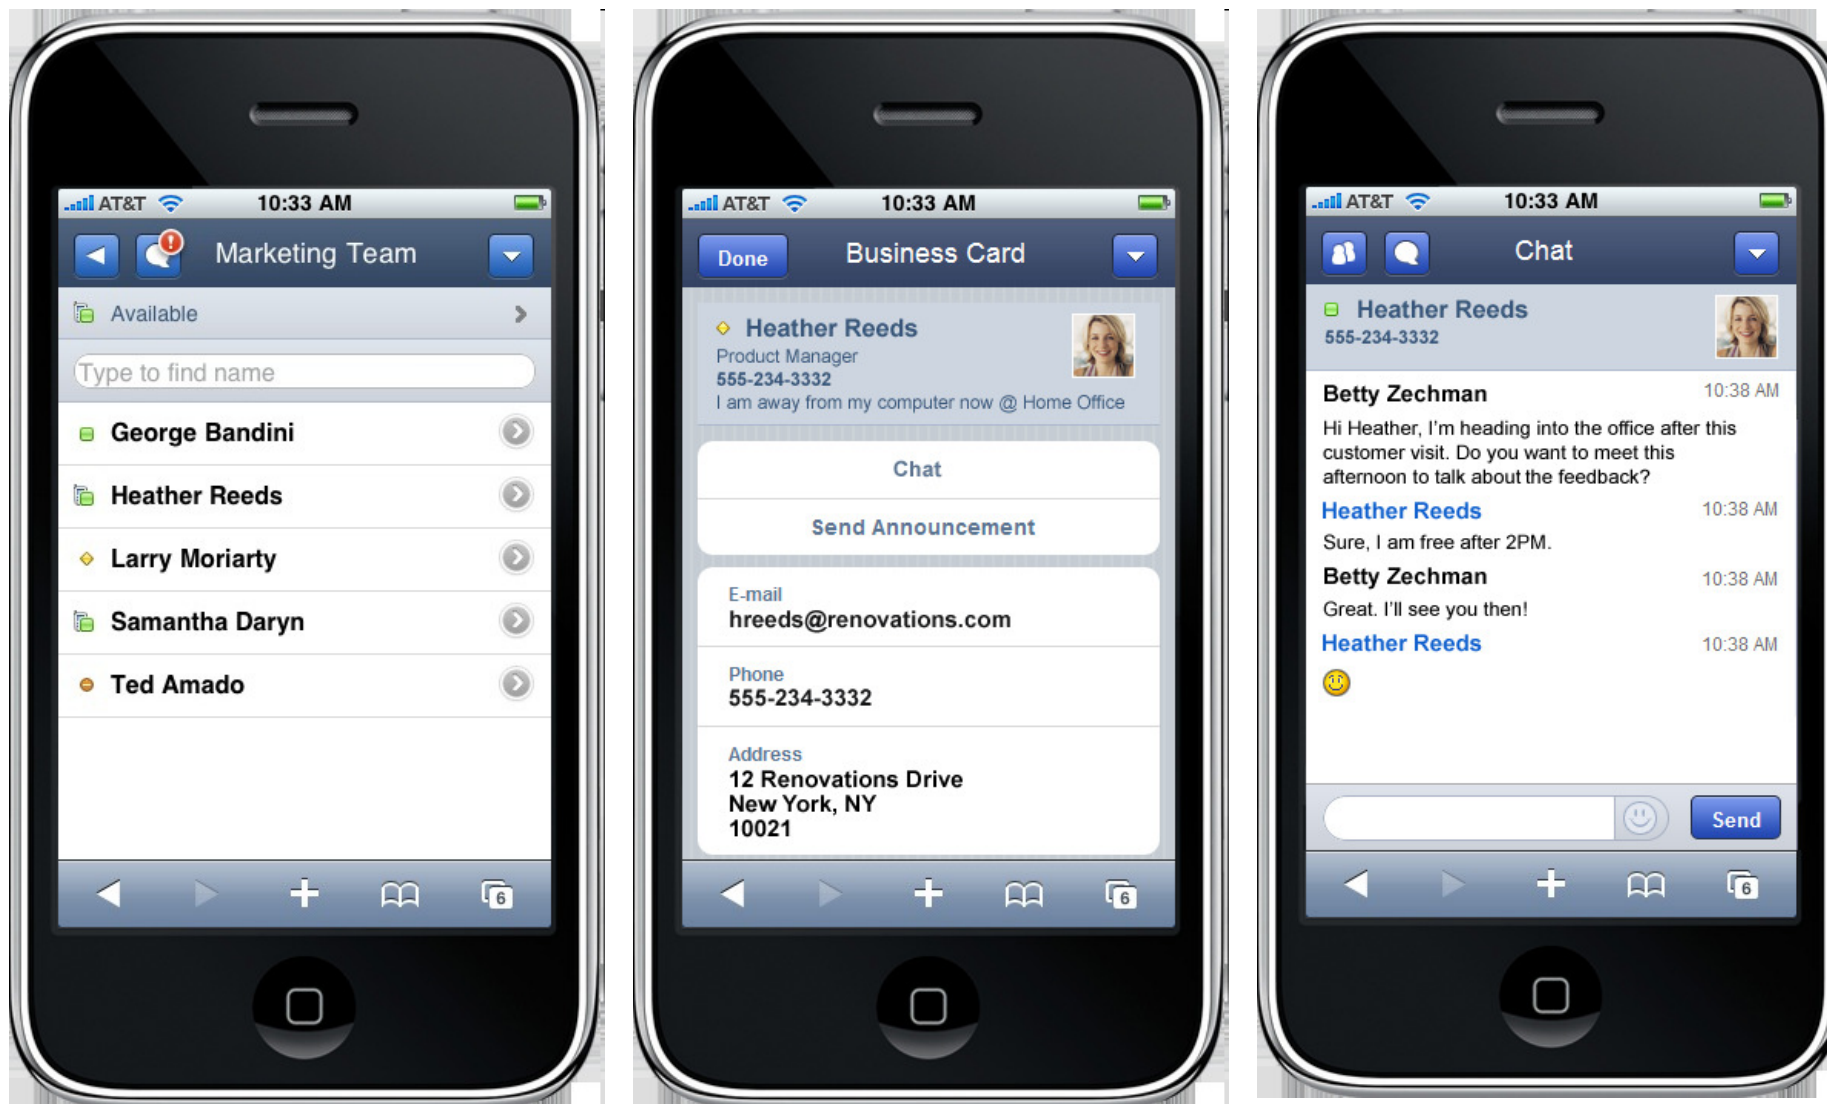 AT&T 10:33 AM
Marketing Team
Available
Type to find name
George Bandini
Heather Reeds
Larry Moriarty
Samantha Daryn
Ted Amado
6
AT&T 10:33 AM
Done Business Card
Heather Reeds
Product Manager
555-234-3332
I am away from my computer now @ Home Office
Chat
Send Announcement
E-mail
hreeds@renovations.com
Phone
555-234-3332
Address
12 Renovations Drive
New York, NY
10021
6
AT&T 10:33 AM
Chat
Heather Reeds
555-234-3332
Betty Zechman 10:38 AM
Hi Heather, I'm heading into the office after this
customer visit. Do you want to meet this
afternoon to talk about the feedback?
Heather Reeds 10:38 AM
Sure, I am free after 2PM.
Betty Zechman 10:38 AM
Great. I'll see you then!
Heather Reeds 10:38 AM
Send
6